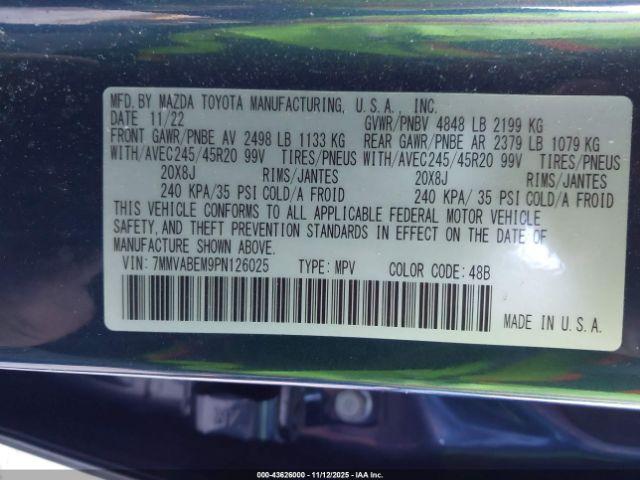 MFD. BY MAZDA TOYOTA MANUFACTURING, U.S.A., INC.
DATE 11/22 GVWR/PNBV 4848 LB 2199 KG
FRONT GAWR/PNBE AV 2498 LB 1133 KG REAR GAWR/PNBE AR 2379 LB 1079 KG
WITH/AVEC245/45R20 99V TIRES/PNEUS WITH/AVEC245/45R20 99V TIRES/PNEUS
20X8J RIMS/JANTES 20X8J RIMS/JANTES
240 KPA/35 PSI COLD/A FROID 240 KPA/ 35 PSI COLD/A FROID
THIS VEHICLE CONFORMS TO ALL APPLICABLE FEDERAL MOTOR VEHICLE
SAFETY,AND THEFT PREVENTION STANDARDS IN EFFECT ON THE DATE OF
MANUFACTURE SHOWN ABOVE.
VIN: 7MMVABEM9PN126025 TYPE: MPV COLOR CODE: 48B
MADE IN U.S.A.
000-43626000 - 11/12/2025 - IAAC Inc.